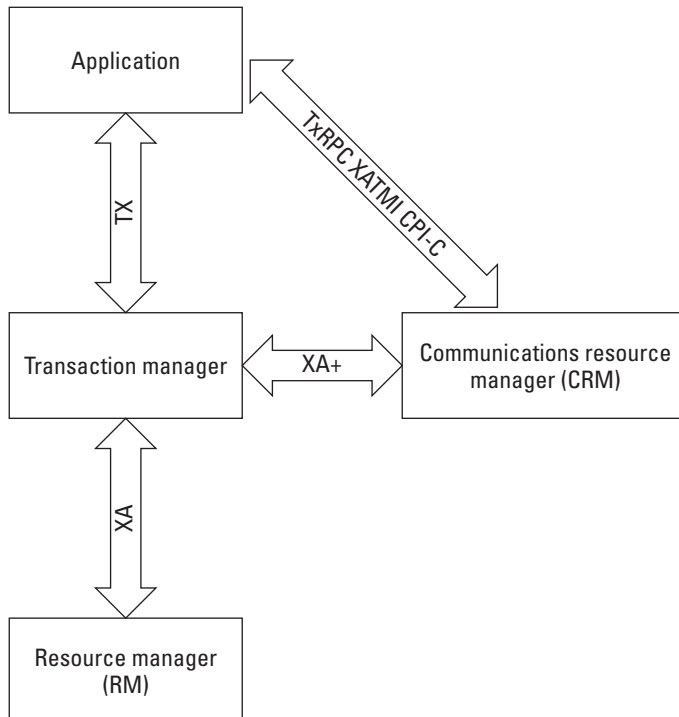 Application
TX
TxRPC XATMI CPI-C
Transaction manager
XA+
Communications resource
manager (CRM)
XA
Resource manager
(RM)